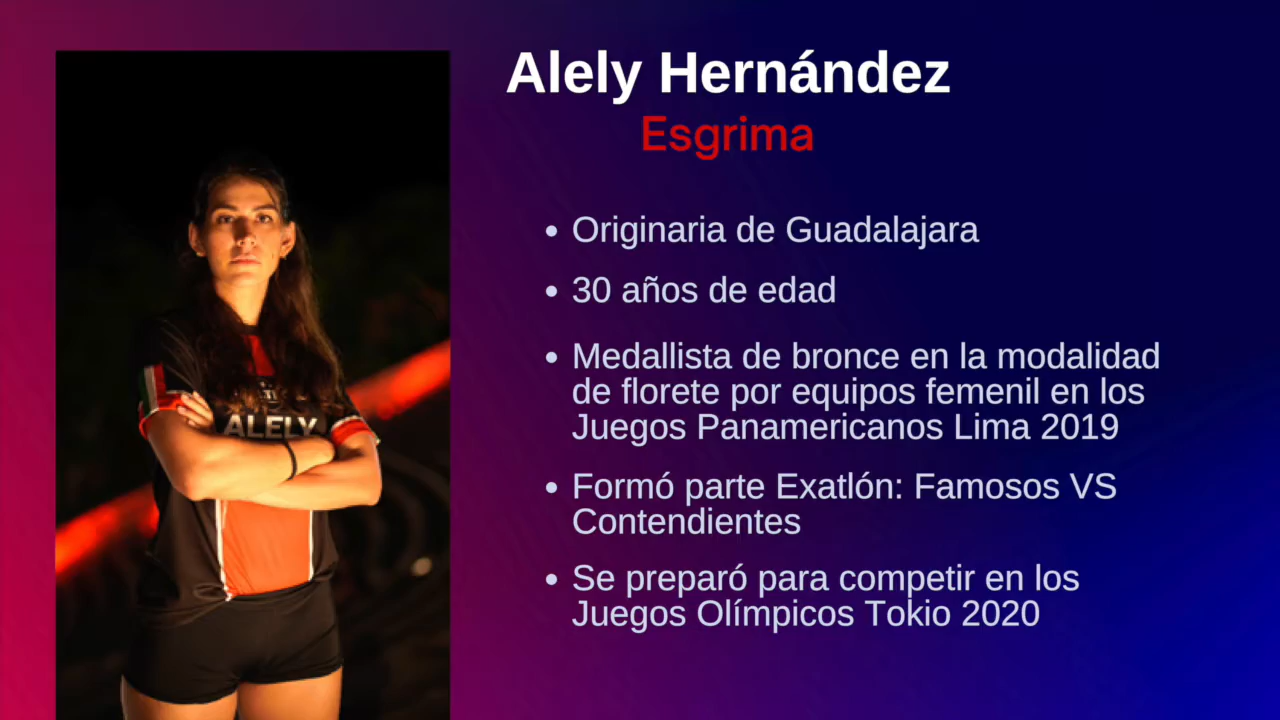 Alely Hernández
Esgrima
• Originaria de Guadalajara
• 30 años de edad
• Medallista de bronce en la modalidad
de florete por equipos femenil en los
Juegos Panamericanos Lima 2019
• Formó parte Exatlón: Famosos VS
Contendientes
• Se preparó para competir en los
Juegos Olímpicos Tokio 2020
ALELY